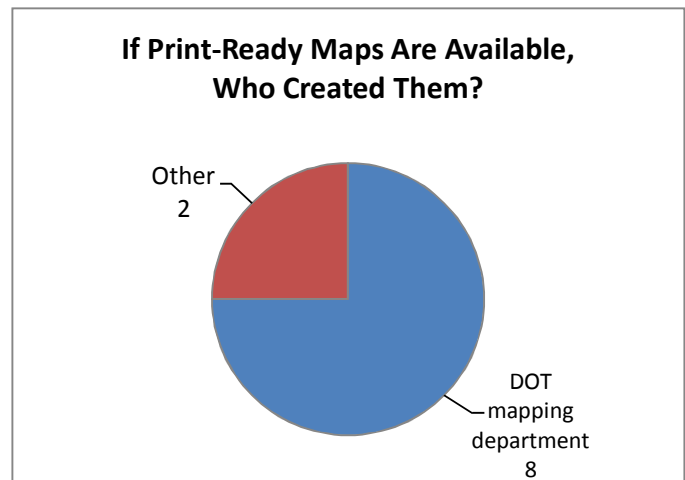 If Print-Ready Maps Are Available,
Who Created Them?
Other
2
DOT
mapping
department
8